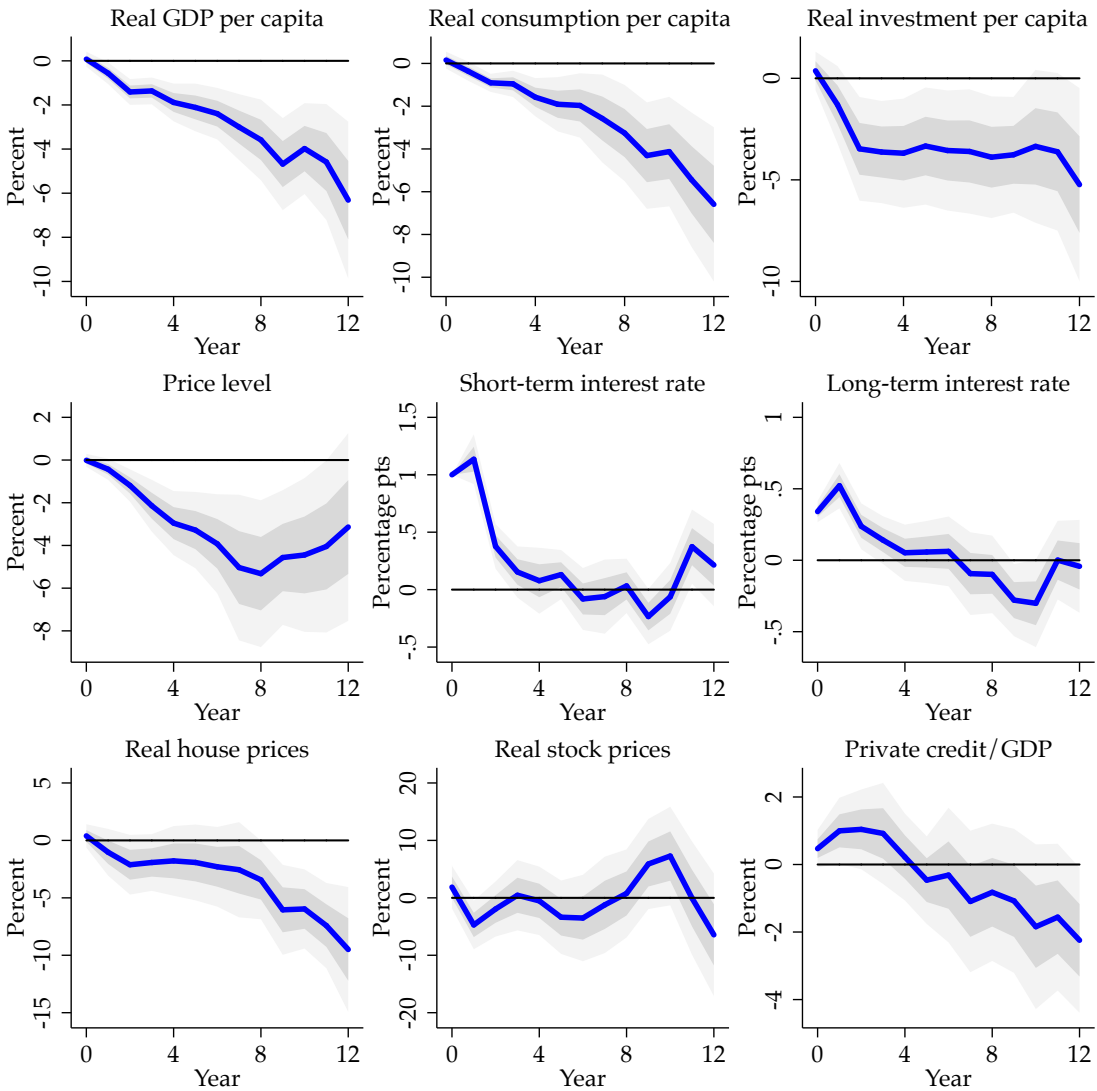 Real GDP per capita
Percent
0
-2
-4
-6
-8
-10
0 4 8 12
Year
Real consumption per capita
Percent
0
-2
-4
-6
-8
-10
0 4 8 12
Year
Real investment per capita
Percent
0
-5
-10
0 4 8 12
Year
Price level
Percent
2
0
-2
-4
-6
-8
0 4 8 12
Year
Short-term interest rate
Percentage pts
1.5
1
.5
0
-.5
0 4 8 12
Year
Long-term interest rate
Percentage pts
1
.5
0
-.5
0 4 8 12
Year
Real house prices
Percent
5
0
-5
-10
-15
0 4 8 12
Year
Real stock prices
Percent
20
10
0
-10
-20
0 4 8 12
Year
Private credit/GDP
Percent
2
0
-2
-4
0 4 8 12
Year